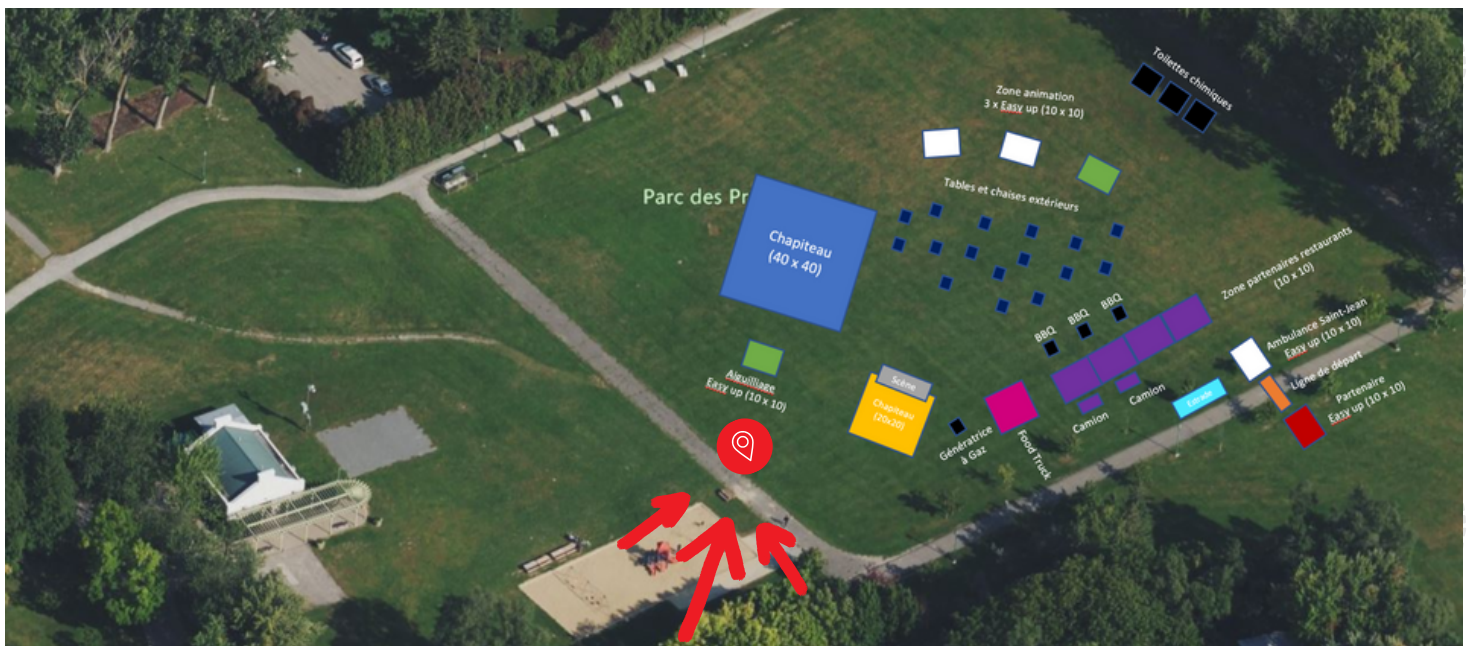 Toilettes chimiques
Zone animation
3 x Easy up (10 x 10)
Tables et chaises extérieurs
Parc des Pr
Chapiteau
(40 x 40)
Zone partenaires restaurants
(10 x 10)
BBQ
BBQ
BBQ
Ambulance Saint-Jean
Easy up (10 x 10)
Ligne de départ
Partenaire
Easy up (10 x 10)
Aiguilliage
Easy up (10 x 10)
Scène
Chapiteau
(20x20)
Camion
Camion
Estrade
Génératrice
à Gaz
Food Truck